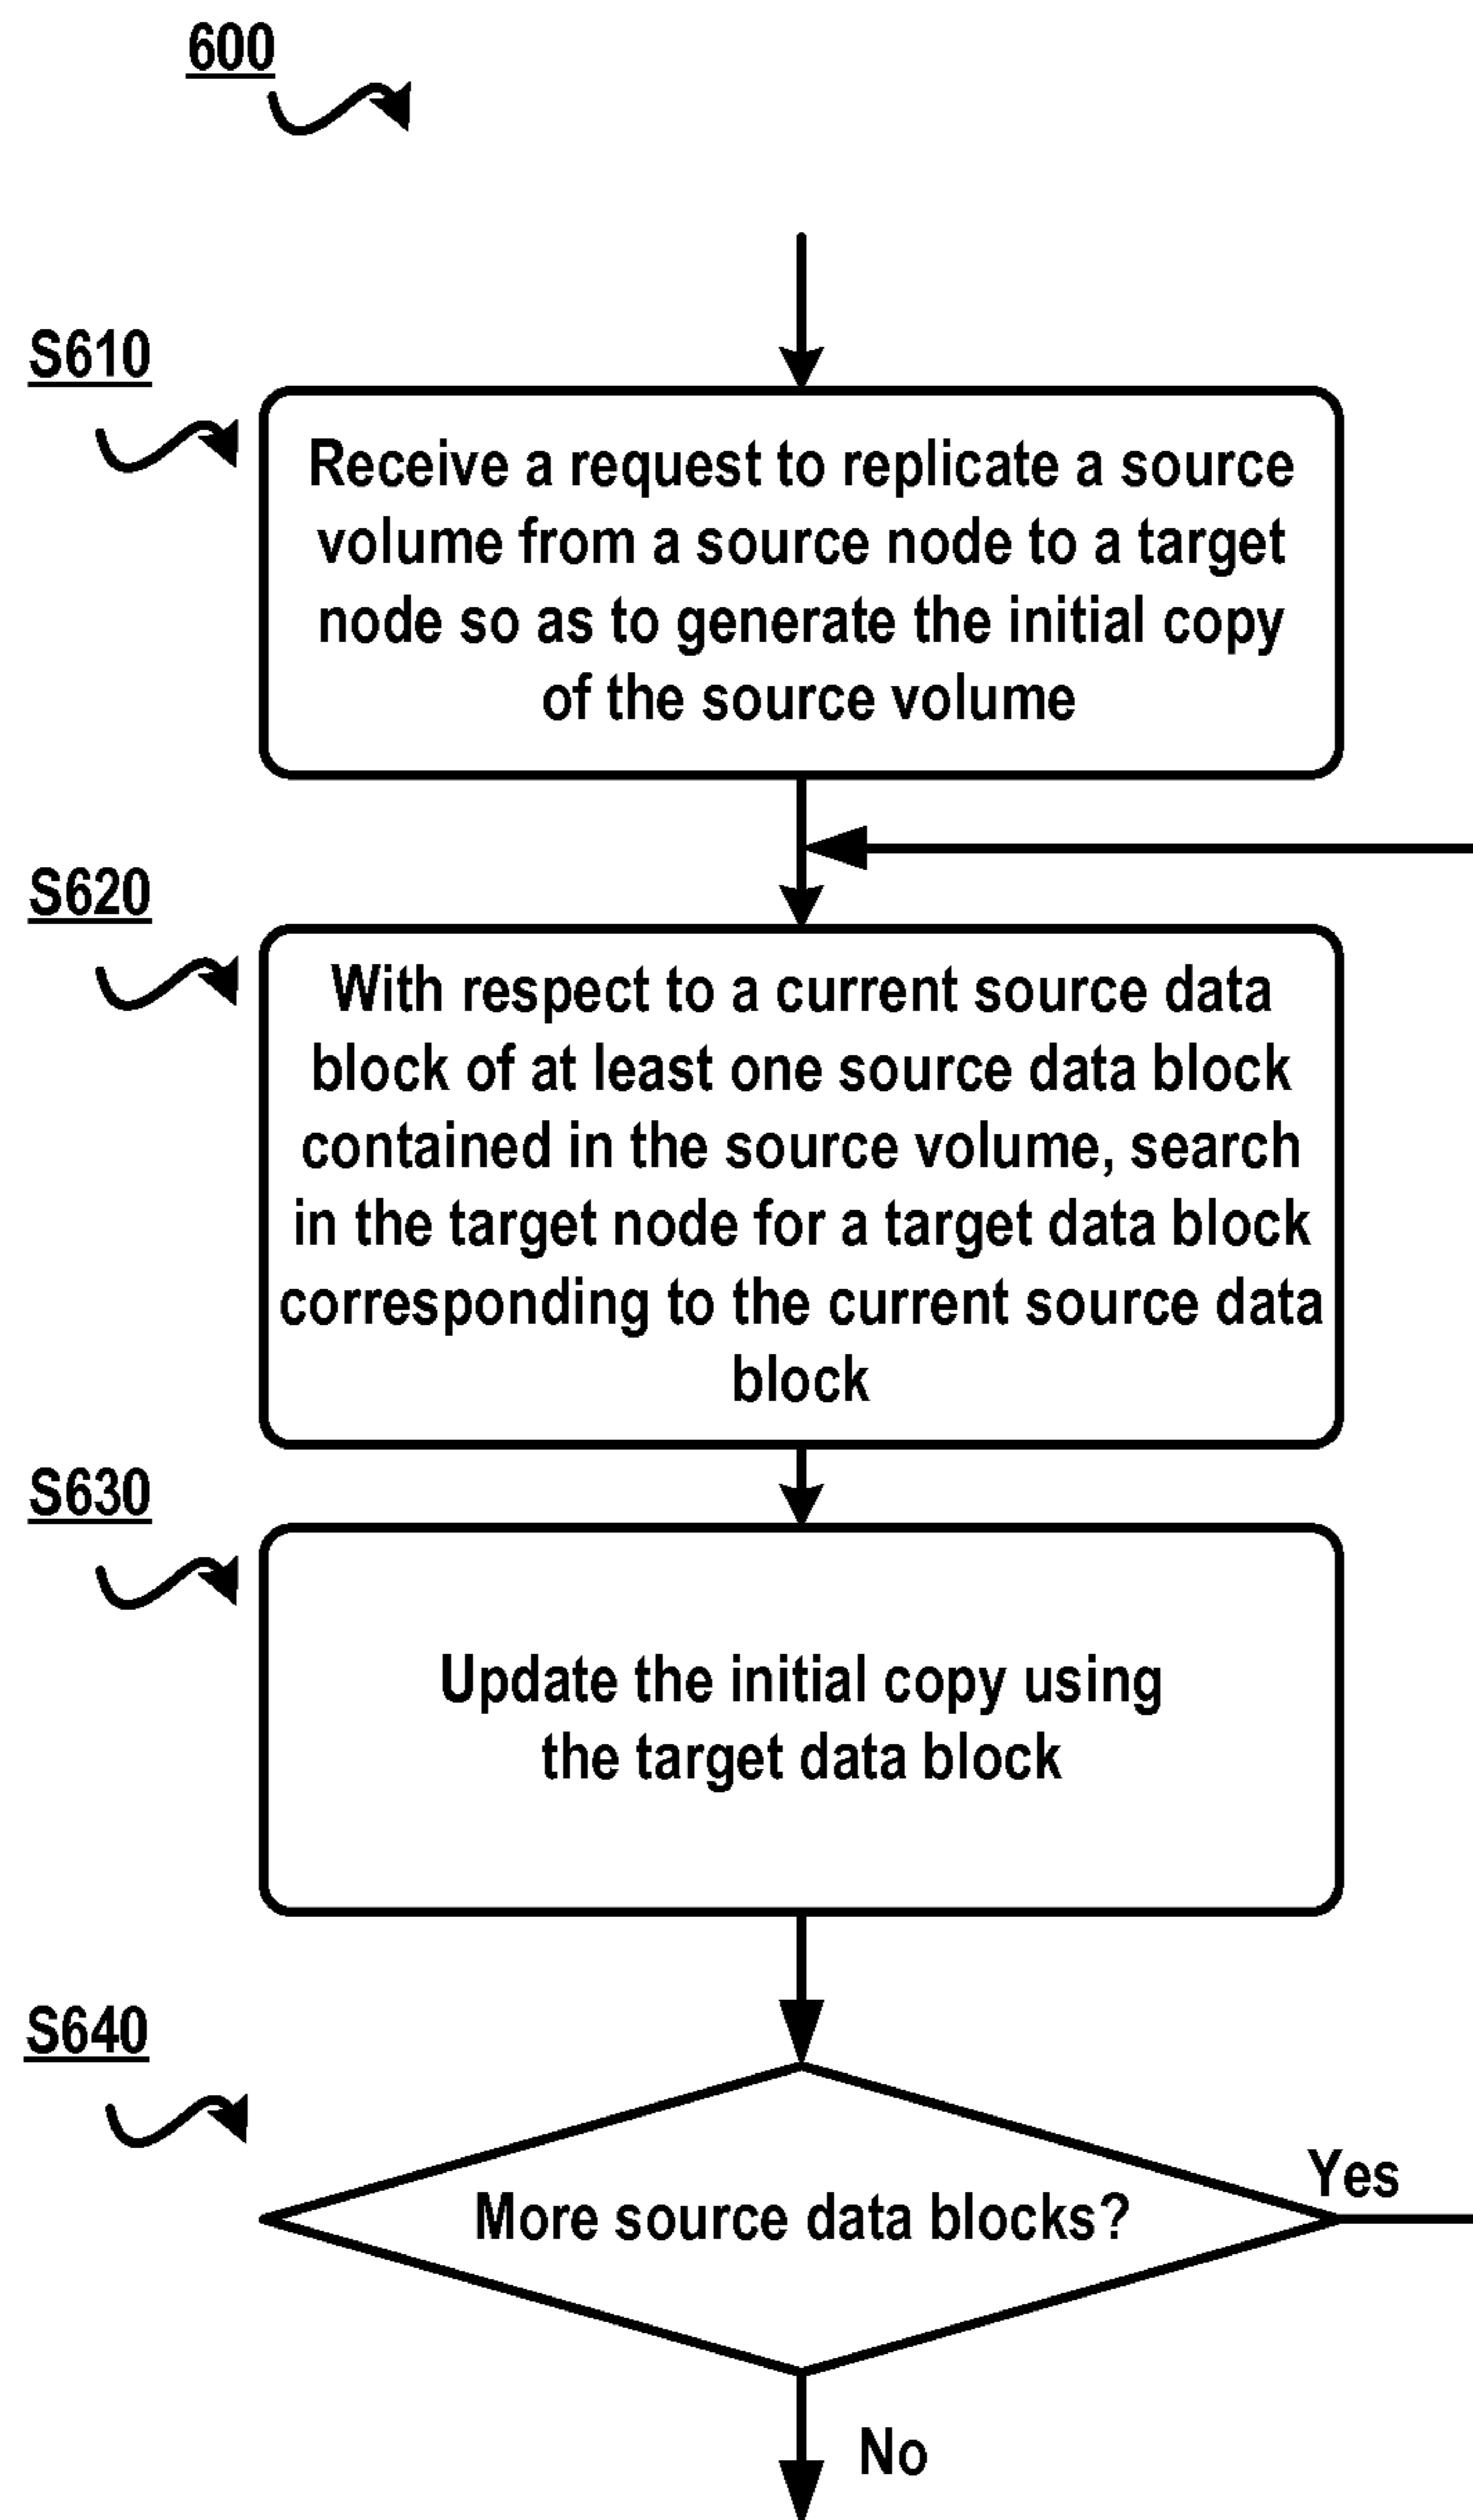 600
S610
Receive a request to replicate a source
volume from a source node to a target
node so as to generate the initial copy
of the source volume
S620
With respect to a current source data
block of at least one source data block
contained in the source volume, search
in the target node for a target data block
corresponding to the current source data
block
S630
Update the initial copy using
the target data block
S640
More source data blocks?
Yes
No